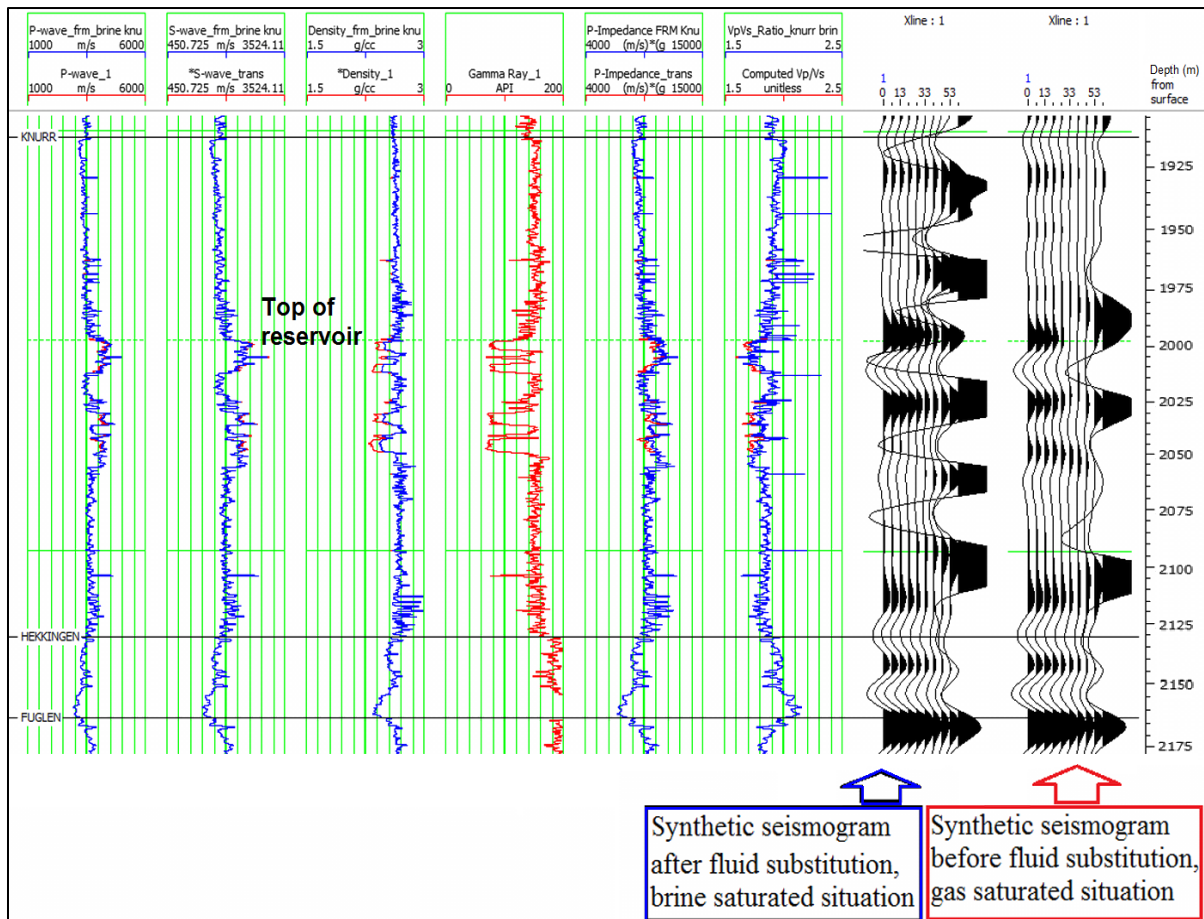 P-wave_frm_brine knu
1000 m/s 6000
P-wave_1
1000 m/s 6000
S-wave_frm_brine knu
450.725 m/s 3524.11
*S-wave_trans
450.725 m/s 3524.11
Density_frm_brine knu
1.5 g/cc 3
*Density_1
1.5 g/cc 3
Gamma Ray_1
0 API 200
P-Impedance FRM Knu
4000 (m/s)*(g 15000
P-Impedance_trans
4000 (m/s)*(g 15000
VpVs_Ratio_knurr brin
1.5 2.5
Computed Vp/Vs
1.5 unitless 2.5
Xline : 1
1
0 13 33 53
Xline : 1
1
0 13 33 53
Depth (m)
from
surface
KNURR
Top of
reservoir
HEKKINGEN
FUGLEN
1925
1950
1975
2000
2025
2050
2075
2100
2125
2150
2175
Synthetic seismogram
after fluid substitution,
brine saturated situation
Synthetic seismogram
before fluid substitution,
gas saturated situation